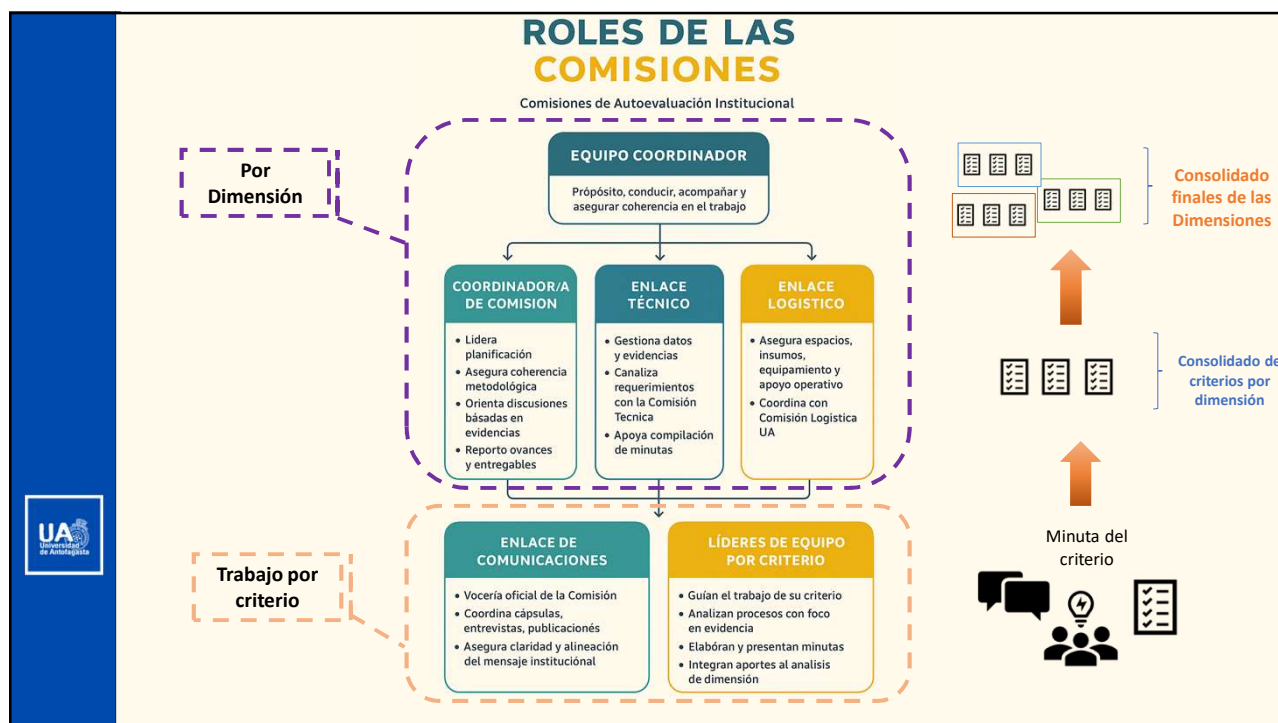 ROLES DE LAS
COMISIONES
Comisiones de Autoevaluación Institucional
Por
Dimensión
EQUIPO COORDINADOR
Própósito, conducir, acompañar y
asegurar coherencia en el trabajo
COORDINADOR/A
DE COMISION
• Lidera
planificación
• Asegura coherencia
metodológica
• Orienta discusiones
básadas en
evidencias
• Reporto ovances
y entregables
ENLACE
TÉCNICO
• Gestiona datos
y evidencias
• Canaliza
requerimientos
con la Comisión
Tecnica
• Apoya compilación
de minutas
ENLACE
LOGISTICO
• Asegura espacios,
insumos,
equipamiento y
apoyo operativo
• Coordina con
Comisión Logistica
UA
Trabajo por
criterio
ENLACE DE
COMUNICACIONES
• Vocería oficial de la Comisión
• Coordina cápsulas,
entrevistas, publicacionés
• Asegura claridad y alineación
del mensaje instituciónal
LÍDERES DE EQUIPO
POR CRITERIO
• Guían el trabajo de su criterio
• Analizan procesos con foco
en evidencia
• Elabóran y presentan minutas
• Integran aportes al analisis
de dimensión
Consolidado
finales de las
Dimensiones
Consolidado de
criterios por
dimensión
Minuta del
criterio
UA
Universidad
de Antofagasta